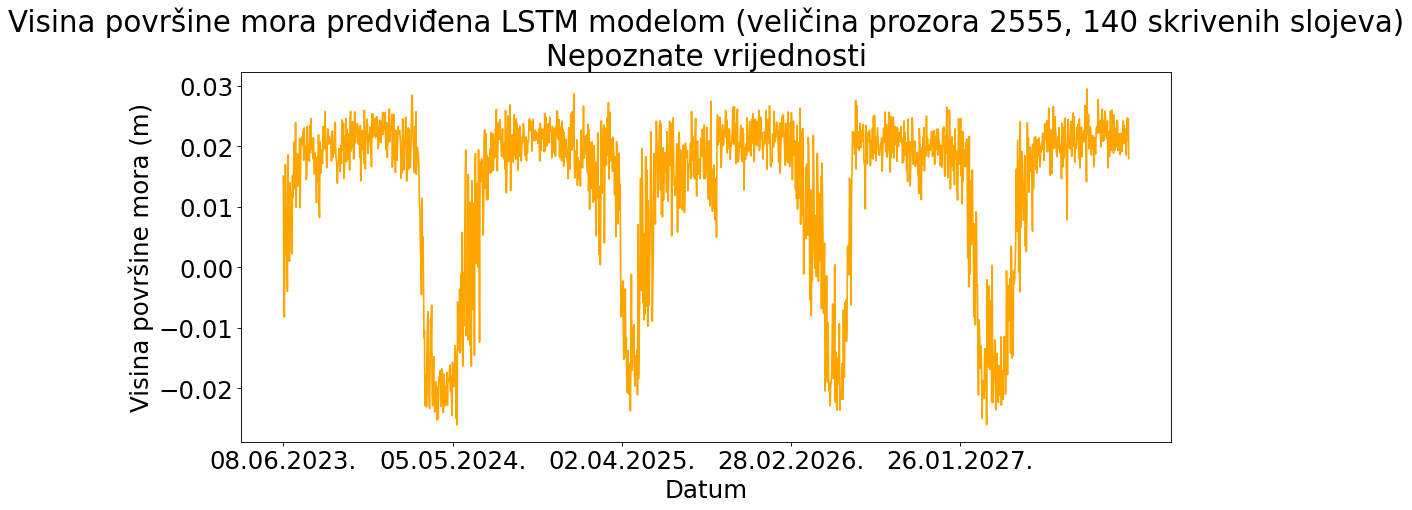 Visina površine mora predviđena LSTM modelom (veličina prozora 2555, 140 skrivenih slojeva)
Nepoznate vrijednosti
Visina površine mora (m)
0.03
0.02
0.01
0.00
−0.01
−0.02
08.06.2023. 05.05.2024. 02.04.2025. 28.02.2026. 26.01.2027.
Datum